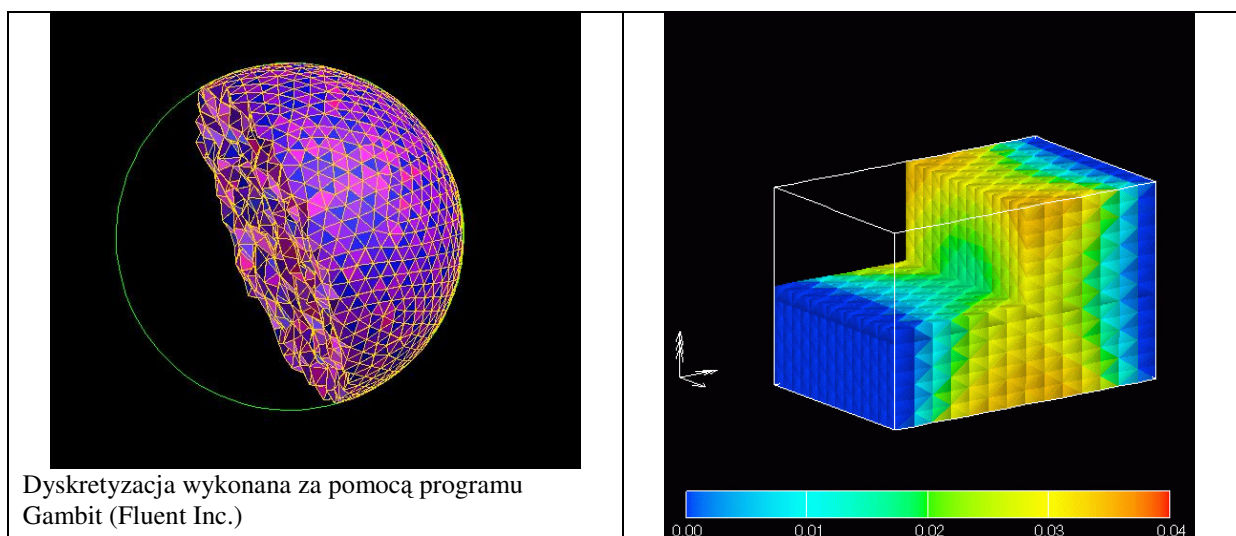 Dyskretyzacja wykonana za pomocą programu
Gambit (Fluent Inc.)
0.00 0.01 0.02 0.03 0.04